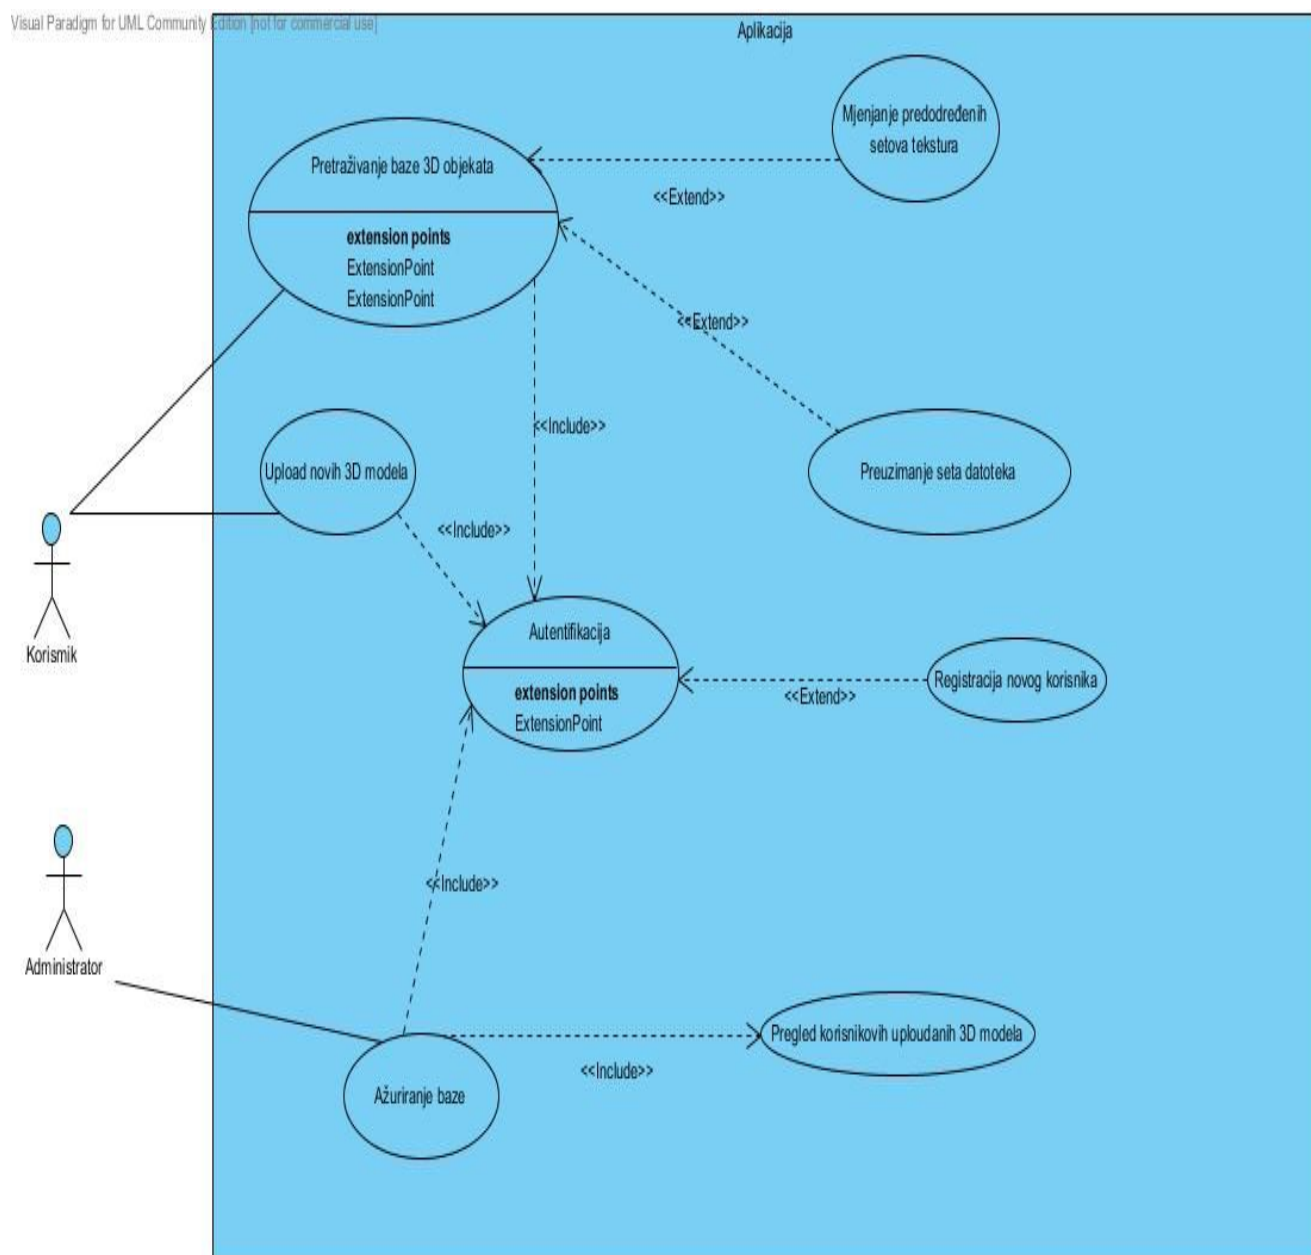 Visual Paradigm for UML Community Edition [not for commercial use]
Aplikacija
Mjenjanje predodređenih
setova tekstura
Pretraživanje baze 3D objekata
<<Extend>>
extension points
ExtensionPoint
ExtensionPoint
<<Extend>>
<<Include>>
Upload novih 3D modela
Preuzimanje seta datoteka
<<Include>>
Autentifikacija
Korismik
extension points
ExtensionPoint
Registracija novog korisnika
<<Extend>>
<<Include>>
Administrator
Pregled korisnikovih uploudanih 3D modela
<<Include>>
Ažuriranje baze